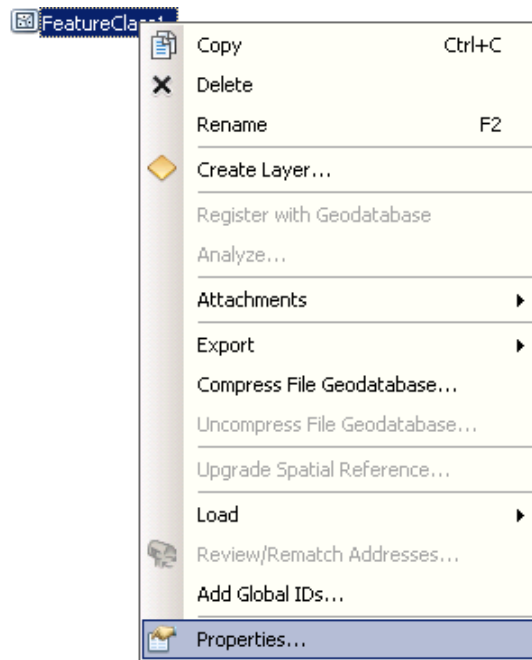 FeatureClass1
Copy Ctrl+C
Delete
Rename F2
Create Layer...
Register with Geodatabase
Analyze...
Attachments
Export
Compress File Geodatabase...
Uncompress File Geodatabase...
Upgrade Spatial Reference...
Load
Review/Rematch Addresses...
Add Global IDs...
Properties...